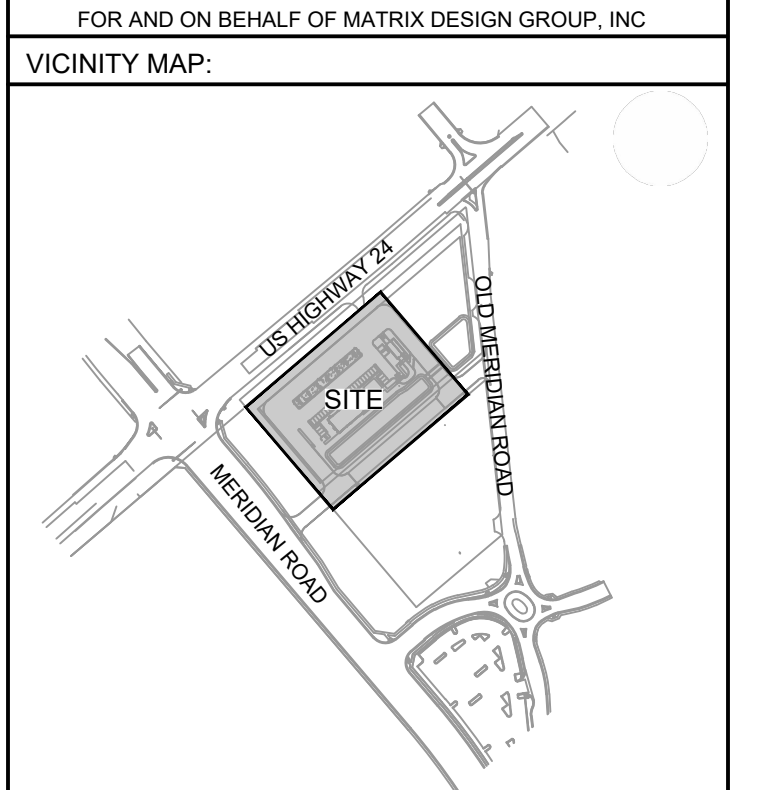 FOR AND ON BEHALF OF MATRIX DESIGN GROUP, INC
VICINITY MAP:
US HIGHWAY 24
OLD MERIDIAN ROAD
SITE
MERIDIAN ROAD